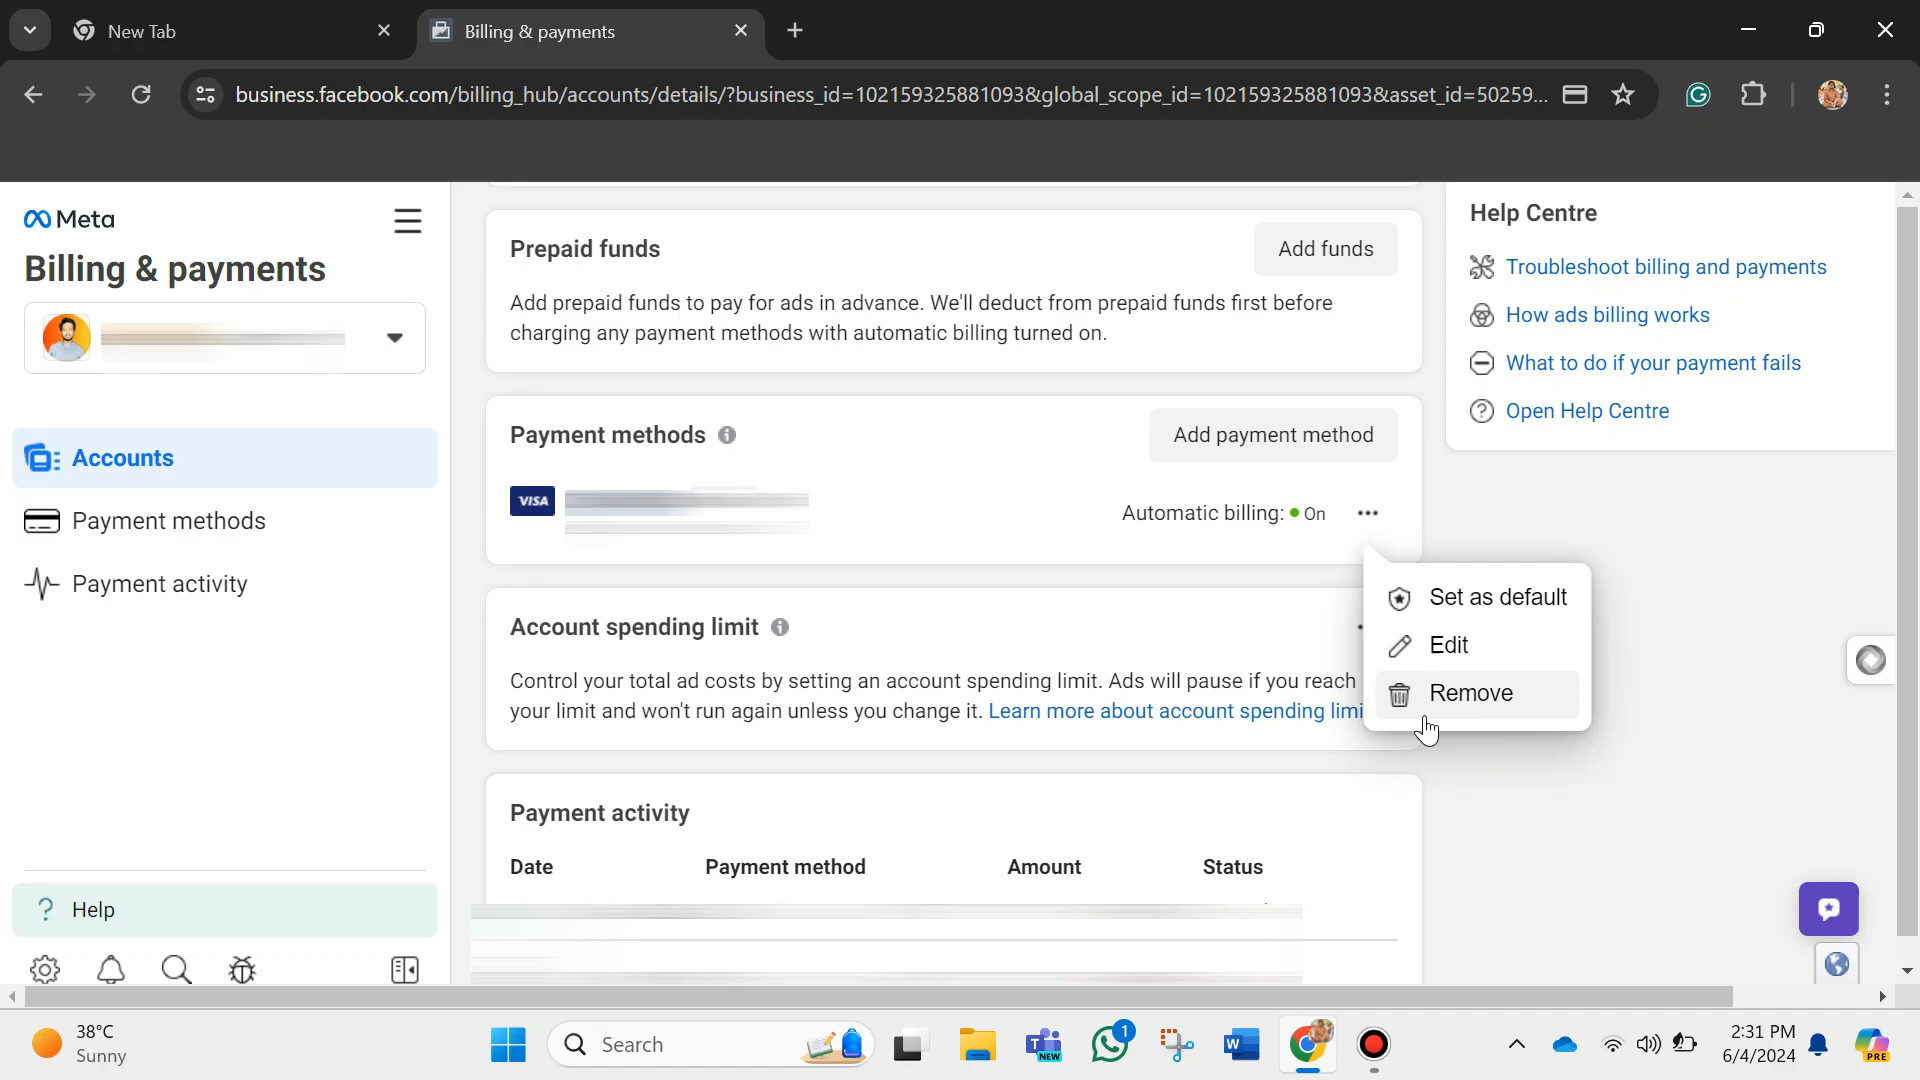 New Tab
Billing & payments
business.facebook.com/billing_hub/accounts/details/?business_id=102159325881093&global_scope_id=102159325881093&asset_id=50259...
Meta
Billing & payments
Accounts
Payment methods
Payment activity
? Help
Prepaid funds
Add funds
Add prepaid funds to pay for ads in advance. We'll deduct from prepaid funds first before
charging any payment methods with automatic billing turned on.
Payment methods
Add payment method
VISA
Automatic billing: On
Set as default
Edit
Remove
Account spending limit
Control your total ad costs by setting an account spending limit. Ads will pause if you reach
your limit and won't run again unless you change it. Learn more about account spending limi
Payment activity
Date Payment method Amount Status
Help Centre
Troubleshoot billing and payments
How ads billing works
What to do if your payment fails
Open Help Centre
38°C
Sunny
Search
NEW
1
W
2:31 PM
6/4/2024
PRE